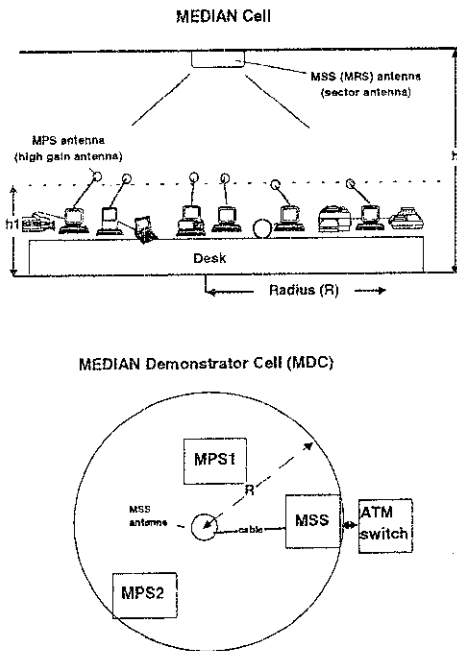 MEDIAN Cell
MSS (MRS) antenna
(sector antenna)
MPS antenna
(high gain antenna)
h
h1
Desk
Radius (R)
MEDIAN Demonstrator Cell (MDC)
MPS1
R
MSS
antenna
cable
MSS
ATM
switch
MPS2